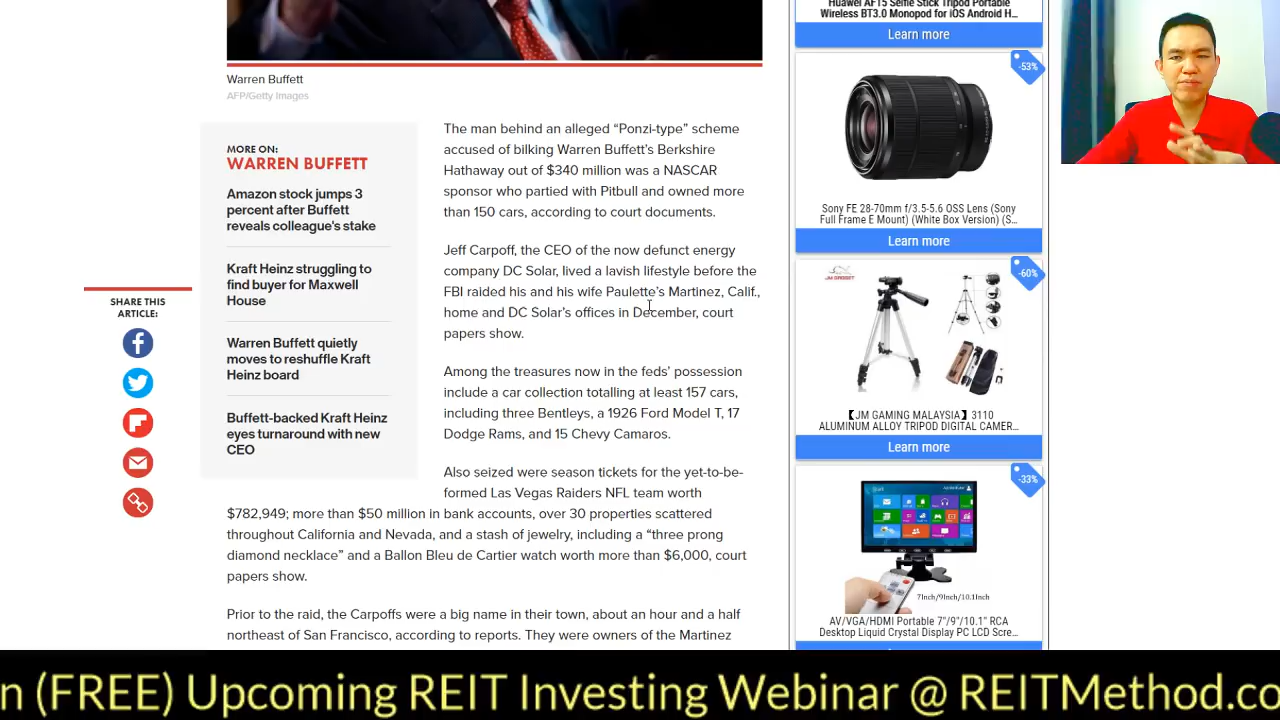 Warren Buffett
AFP/Getty Images
MORE ON:
WARREN BUFFETT
Amazon stock jumps 3
percent after Buffett
reveals colleague's stake
Kraft Heinz struggling to
find buyer for Maxwell
House
Warren Buffett quietly
moves to reshuffle Kraft
Heinz board
Buffett-backed Kraft Heinz
eyes turnaround with new
CEO
SHARE THIS
ARTICLE:
The man behind an alleged “Ponzi-type” scheme
accused of bilking Warren Buffett’s Berkshire
Hathaway out of $340 million was a NASCAR
sponsor who partied with Pitbull and owned more
than 150 cars, according to court documents.
Jeff Carpoff, the CEO of the now defunct energy
company DC Solar, lived a lavish lifestyle before the
FBI raided his and his wife Paulette’s Martinez, Calif.,
home and DC Solar’s offices in December, court
papers show.
Among the treasures now in the feds’ possession
include a car collection totalling at least 157 cars,
including three Bentleys, a 1926 Ford Model T, 17
Dodge Rams, and 15 Chevy Camaros.
Also seized were season tickets for the yet-to-be-
formed Las Vegas Raiders NFL team worth
$782,949; more than $50 million in bank accounts, over 30 properties scattered
throughout California and Nevada, and a stash of jewelry, including a “three prong
diamond necklace” and a Ballon Bleu de Cartier watch worth more than $6,000, court
papers show.
Prior to the raid, the Carpoffs were a big name in their town, about an hour and a half
northeast of San Francisco, according to reports. They were owners of the Martinez
Huawei AF15 Selfie Stick Tripod Portable
Wireless BT3.0 Monopod for iOS Android H...
Learn more
-53%
Sony FE 28-70mm f/3.5-5.6 OSS Lens (Sony
Full Frame E Mount) (White Box Version) (S...
Learn more
-60%
JM GADGET
【JM GAMING MALAYSIA】3110
ALUMINUM ALLOY TRIPOD DIGITAL CAMER...
Learn more
-33%
7Inch/9Inch/10.1Inch
AV/VGA/HDMI Portable 7"/9"/10.1" RCA
Desktop Liquid Crystal Display PC LCD Scre...
n (FREE) Upcoming REIT Investing Webinar @ REITMethod.co